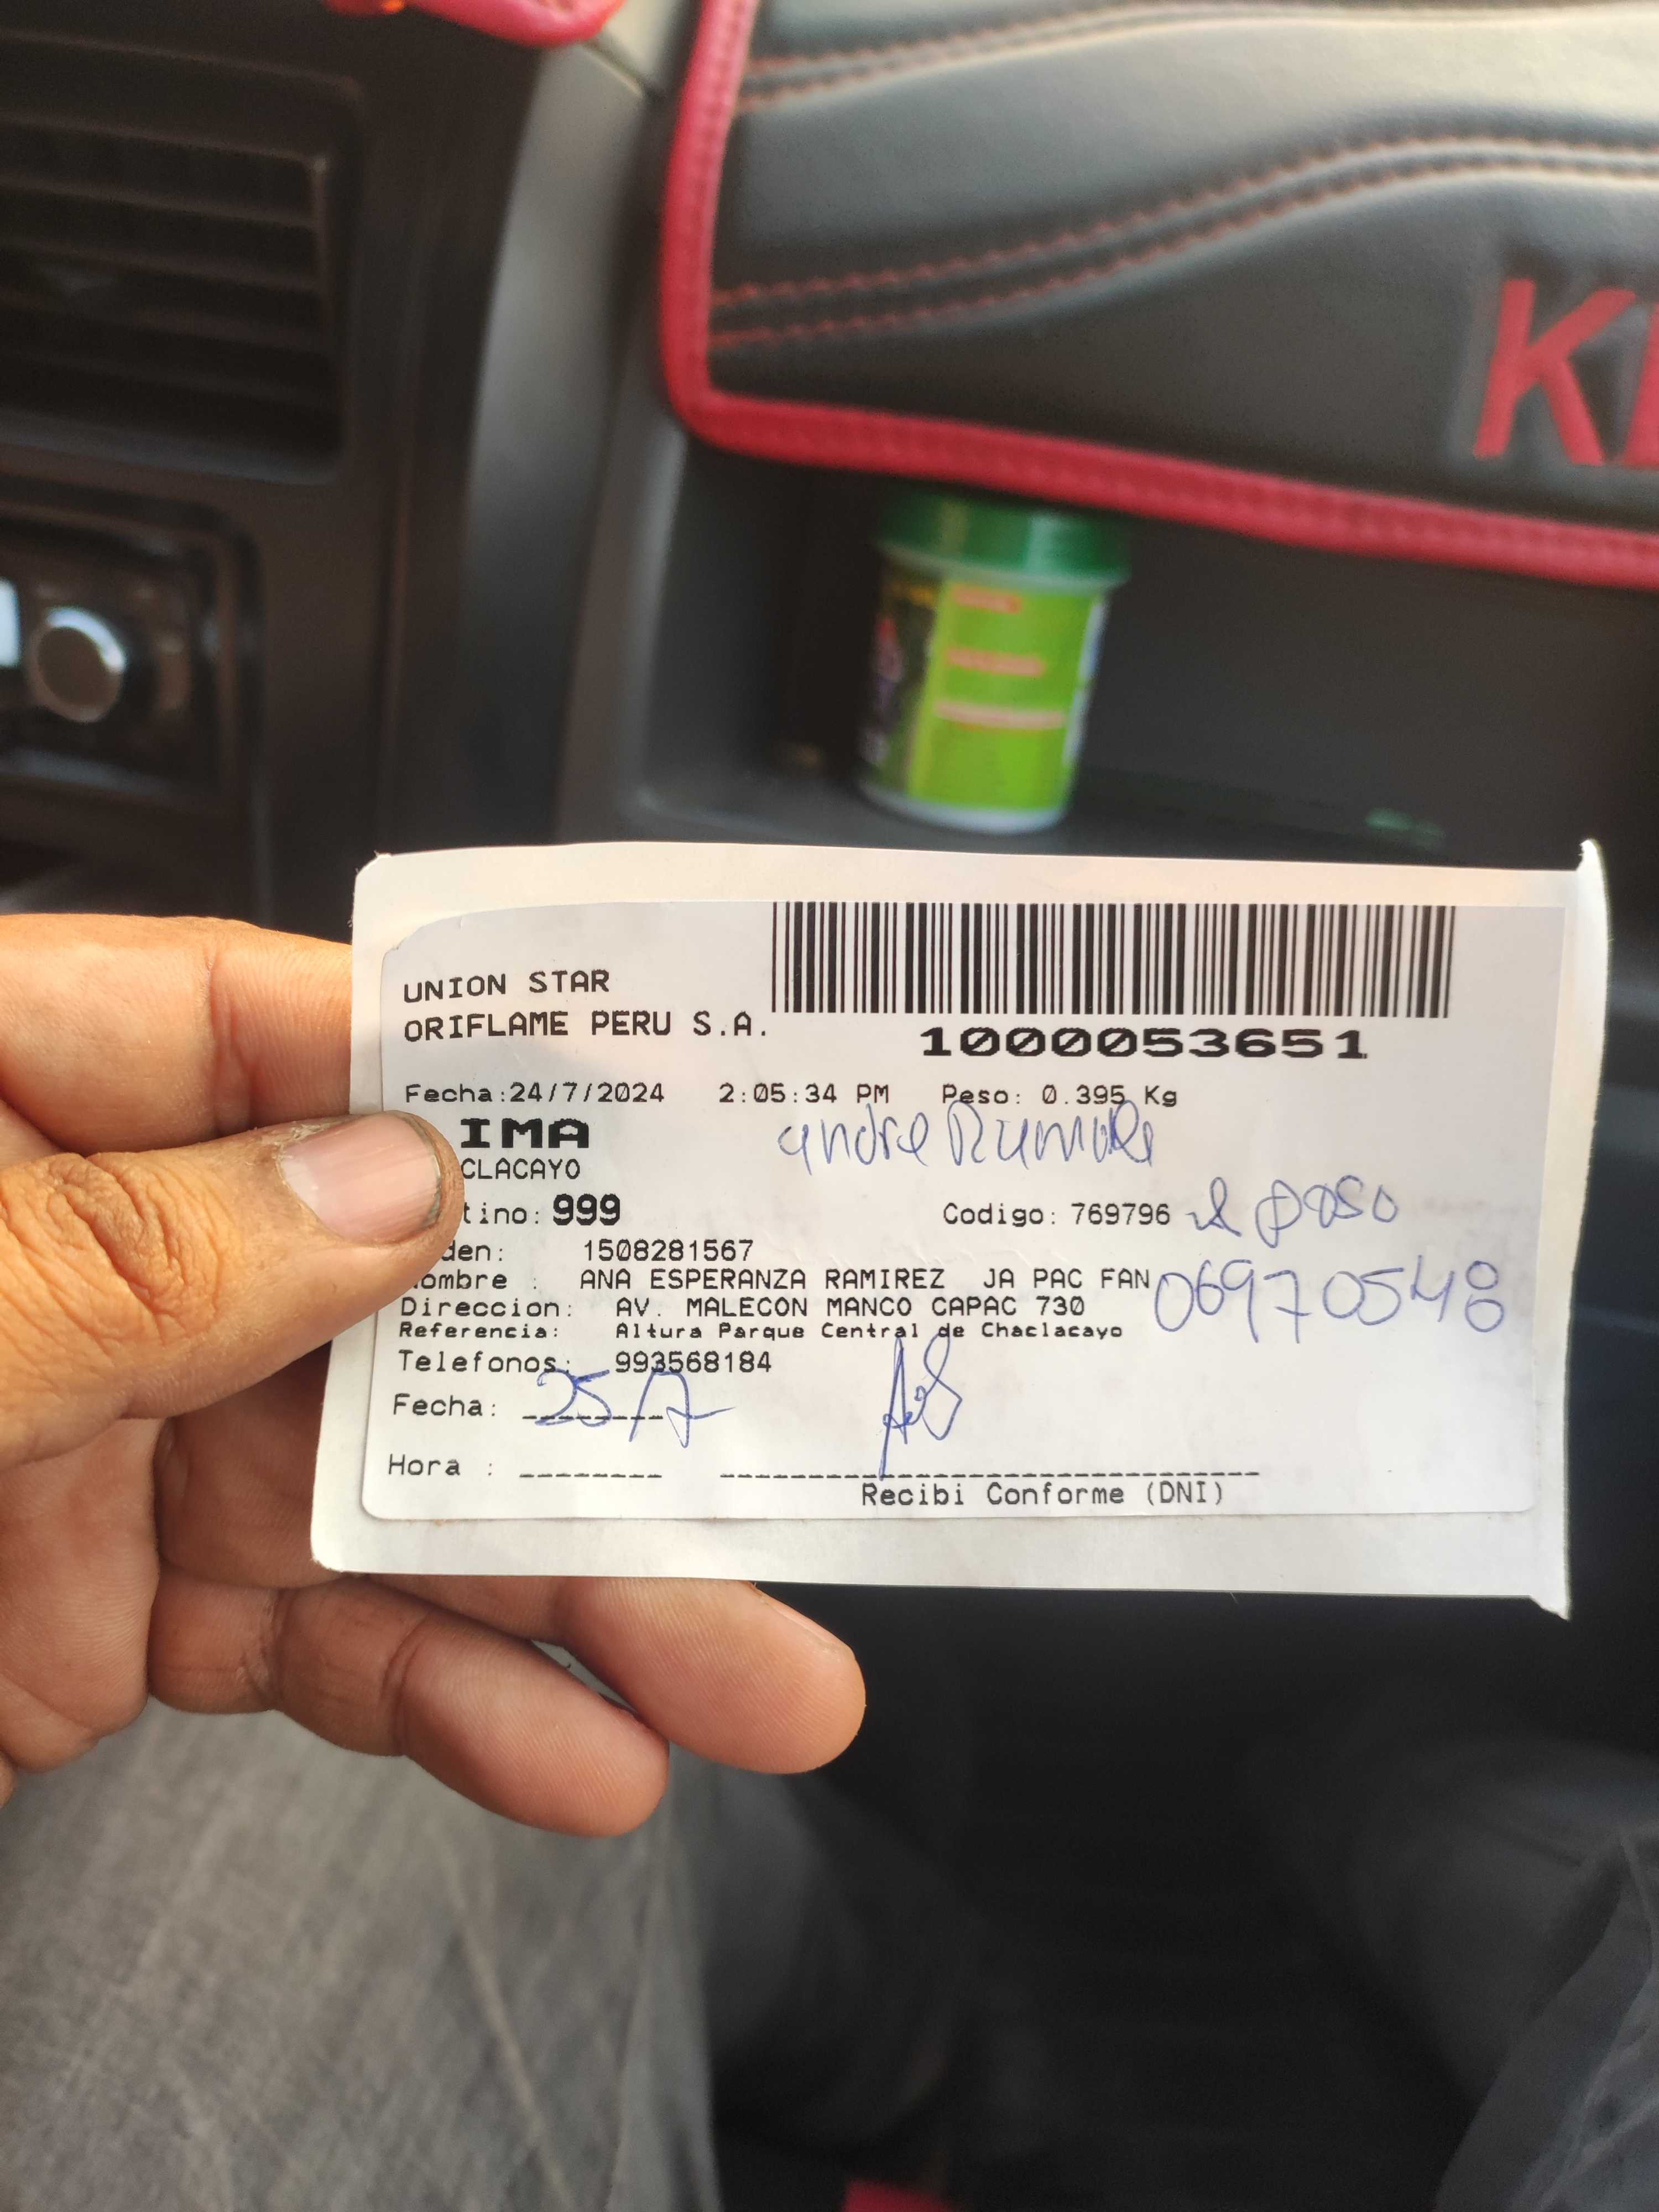 K
UNION STAR
ORIFLAME PERU S.A.
1000053651
Fecha:24/7/2024 2:05:34 PM Peso: 0.395 Kg
IMA
CLACAYO
tino: 999 Codigo: 769796
den: 1508281567
ombre : ANA ESPERANZA RAMIREZ JA PAC FAN
06970548
Direccion: AV. MALECON MANCO CAPAC 730
Referencia: Altura Parque Central de Chaclacayo
Telefonos: 993568184
Fecha: 25/7
Hora :
Recibi Conforme (DNI)